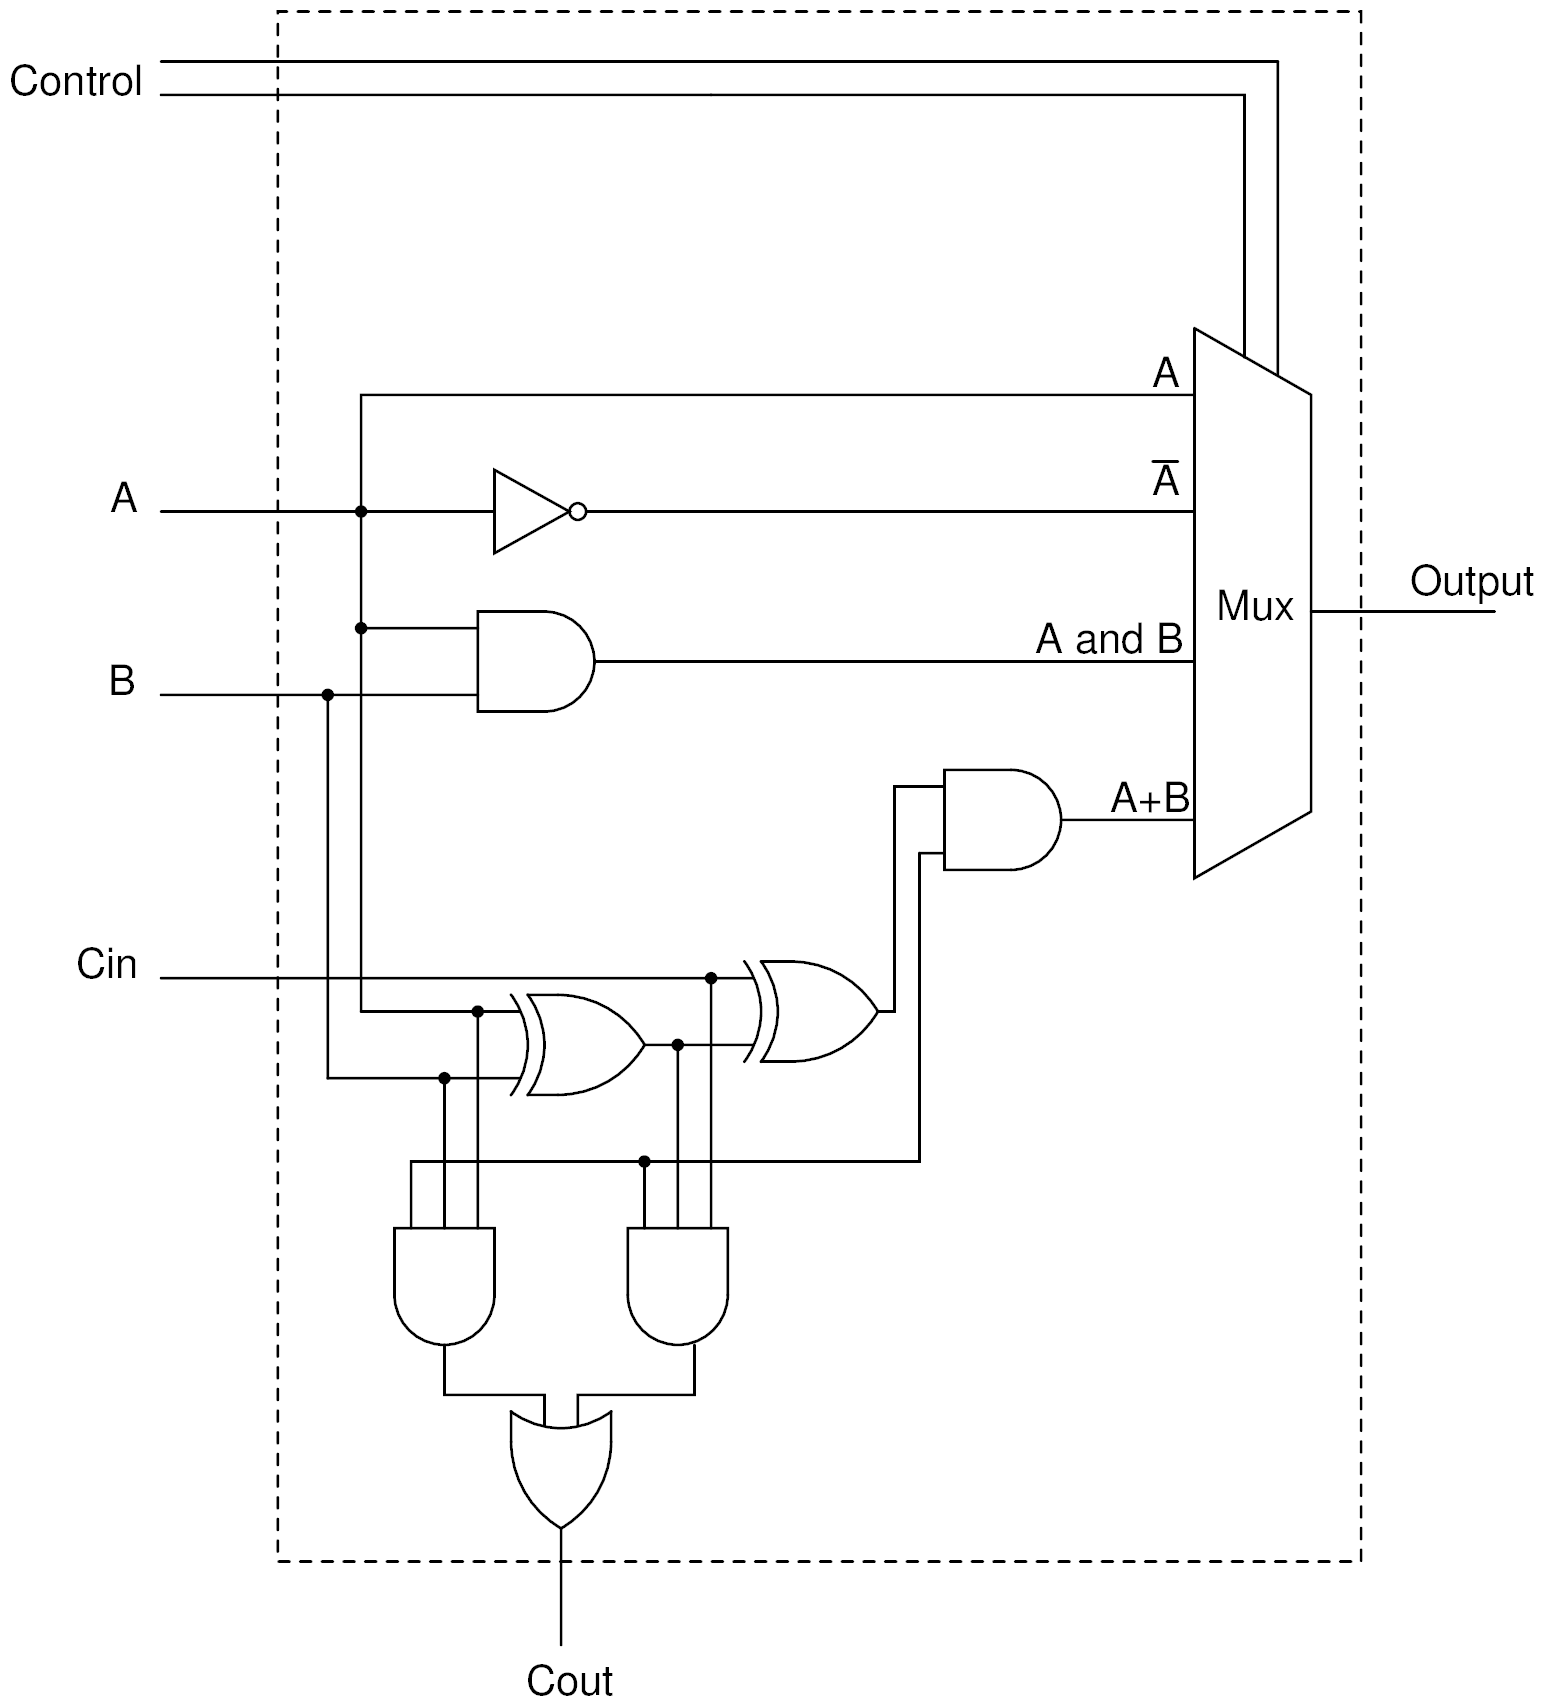 Control
A
A̅
A
Output
Mux
A and B
B
A+B
Cin
Cout